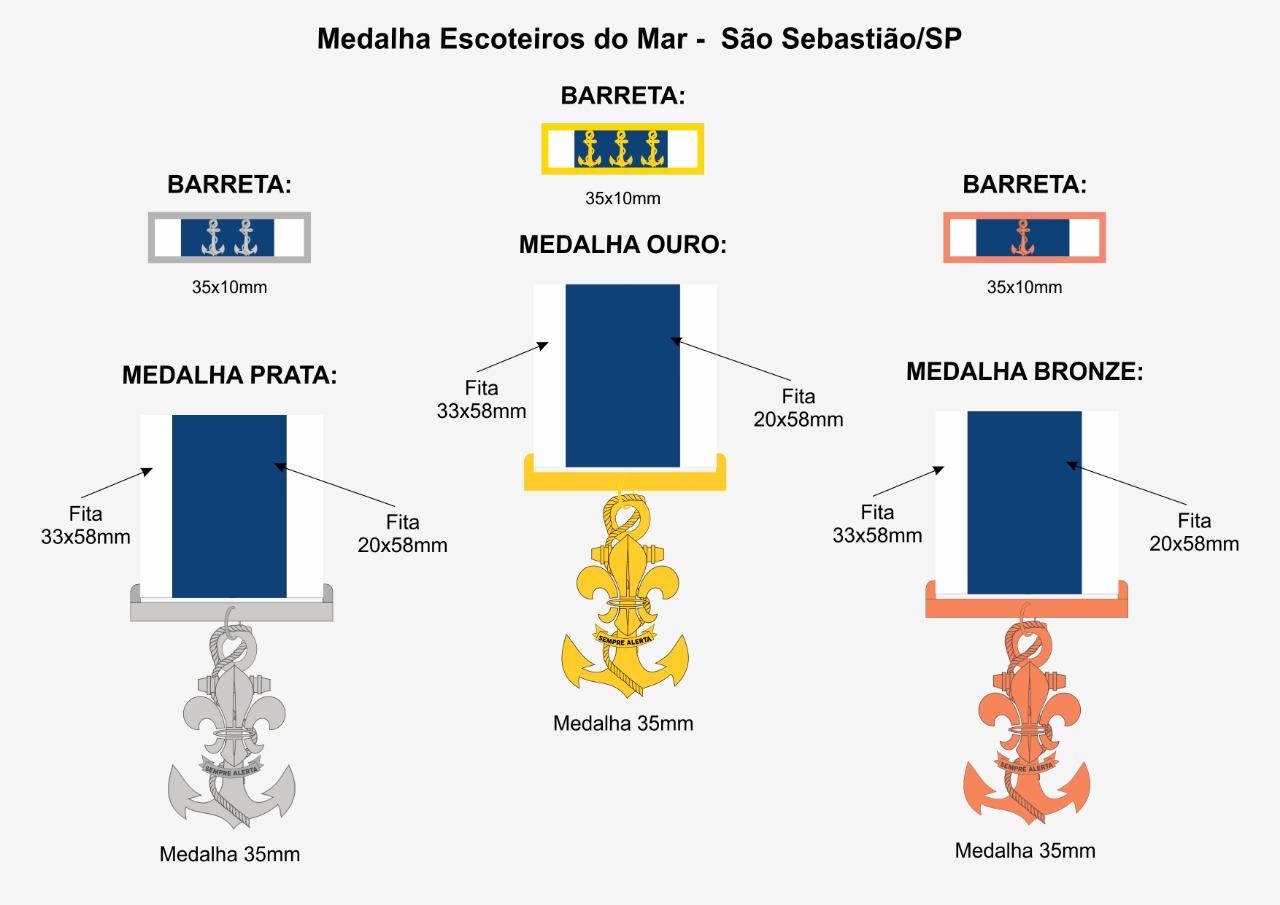 Medalha Escoteiros do Mar - São Sebastião/SP
BARRETA:
35x10mm
MEDALHA OURO:
Fita
33x58mm
Fita
20x58mm
SEMPRE ALERTA
Medalha 35mm
BARRETA:
35x10mm
MEDALHA PRATA:
Fita
33x58mm
Fita
20x58mm
SEMPRE ALERTA
Medalha 35mm
BARRETA:
35x10mm
MEDALHA BRONZE:
Fita
33x58mm
Fita
20x58mm
SEMPRE ALERTA
Medalha 35mm